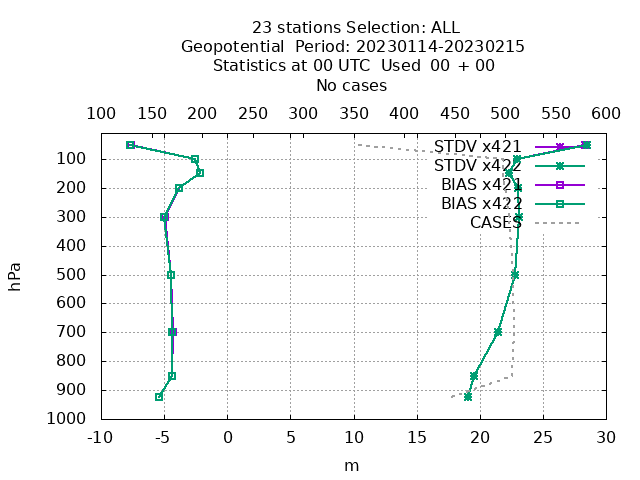 23 stations Selection: ALL
Geopotential  Period: 20230114-20230215
Statistics at 00 UTC  Used  00 + 00
No cases
100 150 200 250 300 350 400 450 500 550 600
STDV x421
STDV x422
BIAS x421
BIAS x422
CASES
100
200
300
400
500
600
700
800
900
1000
hPa
-10 -5 0 5 10 15 20 25 30
m